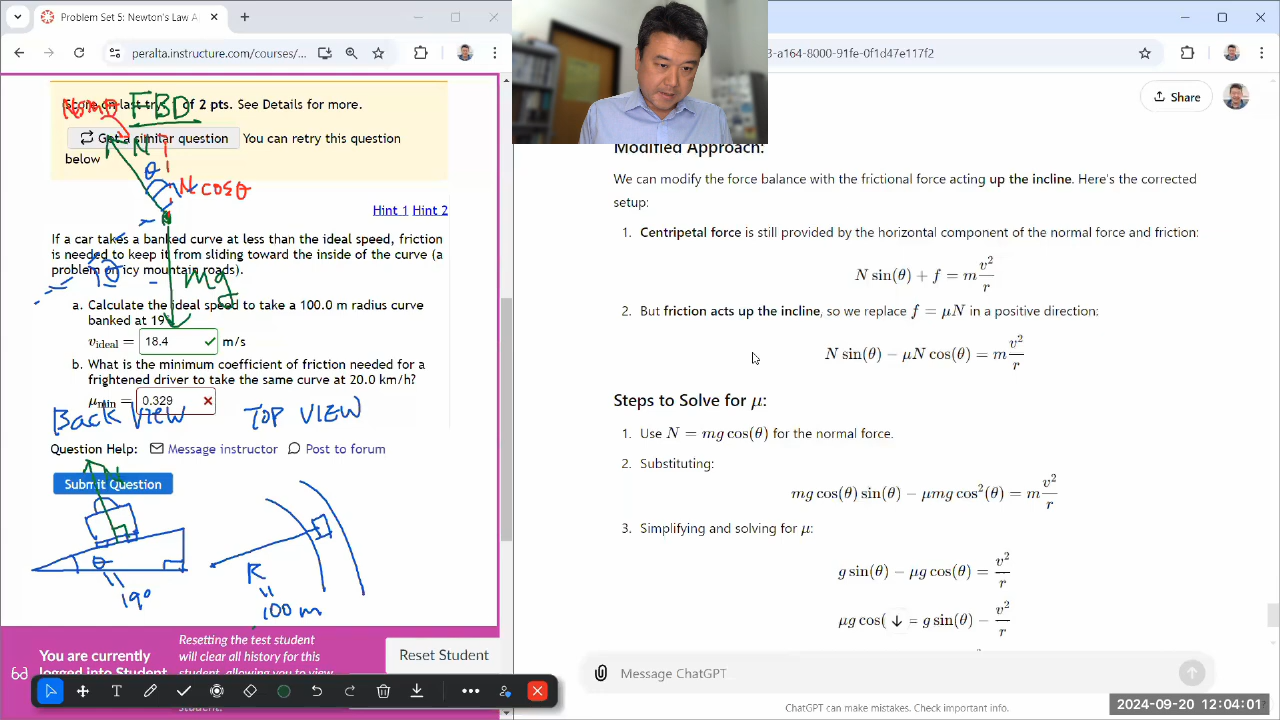 Problem Set 5: Newton's Law A
peralta.instructure.com/courses/
3-a164-8000-91fe-0f1d47e117f2
Share
Score on last try: of 2 pts. See Details for more.
Get a similar question You can retry this question
below
FBD
N
θ
N cos θ
mg
θ
Hint 1 Hint 2
If a car takes a banked curve at less than the ideal speed, friction
is needed to keep it from sliding toward the inside of the curve (a
problem on icy mountain roads).
a. Calculate the ideal speed to take a 100.0 m radius curve
banked at 19
v ideal = 18.4 m/s
b. What is the minimum coefficient of friction needed for a
frightened driver to take the same curve at 20.0 km/h?
μ min = 0.329
BACK VIEW TOP VIEW
Question Help: Message instructor Post to forum
N
Submit Question
θ
19°
R
100 m
You are currently
logged into Student
Resetting the test student
will clear all history for this
student, allowing you to view
Reset Student
Modified Approach:
We can modify the force balance with the frictional force acting up the incline. Here's the corrected
setup:
1. Centripetal force is still provided by the horizontal component of the normal force and friction:
N sin(θ) + f = m v²/r
2. But friction acts up the incline, so we replace f = μN in a positive direction:
N sin(θ) − μN cos(θ) = m v²/r
Steps to Solve for μ:
1. Use N = mg cos(θ) for the normal force.
2. Substituting:
mg cos(θ) sin(θ) − μmg cos²(θ) = m v²/r
3. Simplifying and solving for μ:
g sin(θ) − μg cos(θ) = v²/r
μg cos( = g sin(θ) − v²/r
Message ChatGPT
ChatGPT can make mistakes. Check important info.
2024-09-20 12:04:01